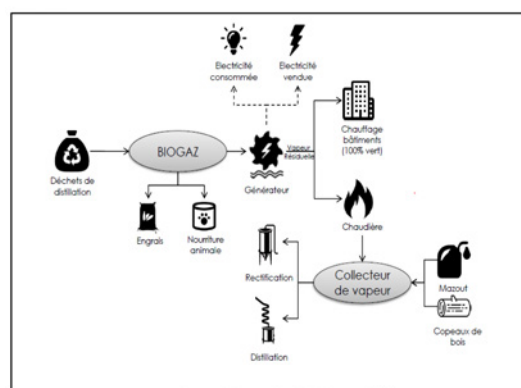 Electricité
consommée
Electricité
vendue
Déchets de
distillation
BIOGAZ
Générateur
Vapeur
Résiduelle
Chauffage
bâtiments
(100% vert)
Engrais
Nourriture
animale
Chaudière
Rectification
Collecteur
de vapeur
Mazout
Distillation
Copeaux de
bois